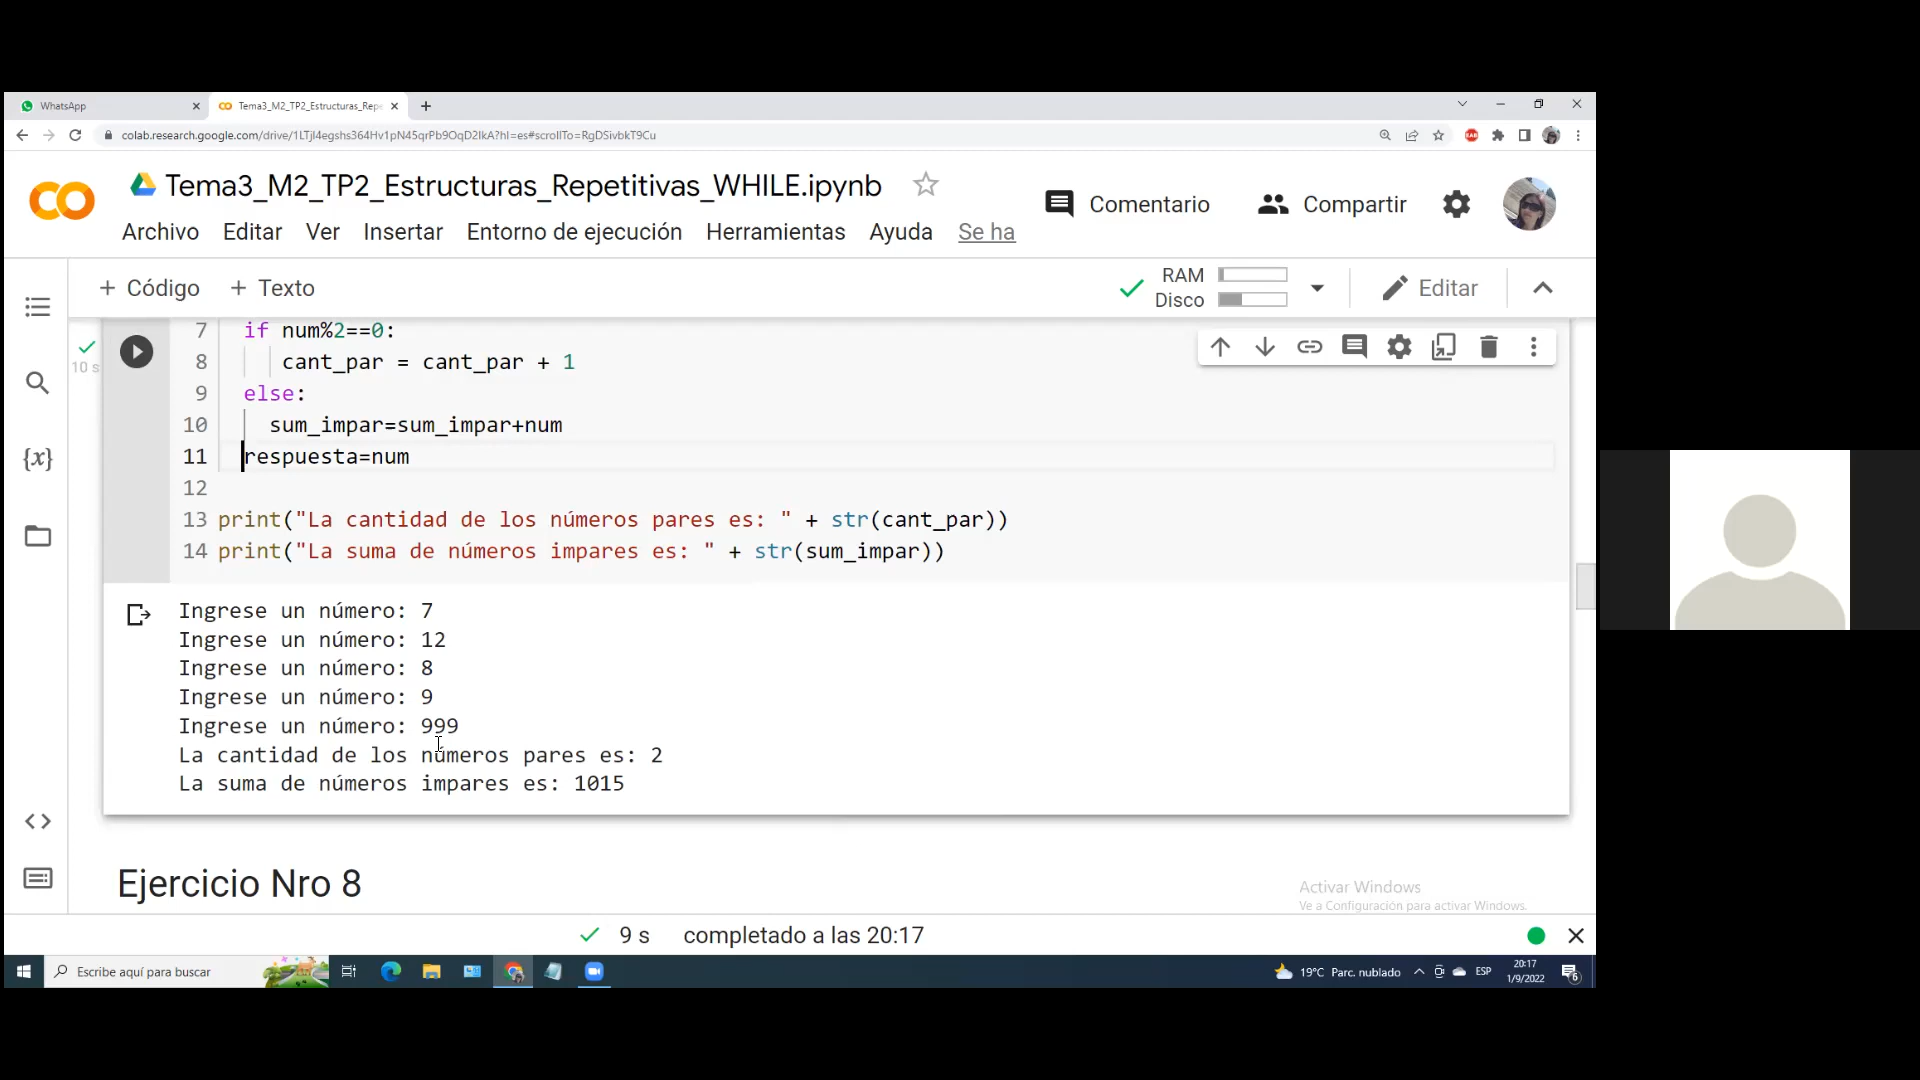 WhatsApp
Tema3_M2_TP2_Estructuras_Repe
colab.research.google.com/drive/1LTjl4egshs364Hv1pN45qrPb9OqD2lkA?hl=es#scrollTo=RgDSivbkT9Cu
CO
Tema3_M2_TP2_Estructuras_Repetitivas_WHILE.ipynb
Comentario
Compartir
Archivo Editar Ver Insertar Entorno de ejecución Herramientas Ayuda Se ha
+ Código + Texto
RAM
Disco
Editar
10 s
7 if num%2==0:
8 cant_par = cant_par + 1
9 else:
10 sum_impar=sum_impar+num
11 respuesta=num
12
13 print("La cantidad de los números pares es: " + str(cant_par))
14 print("La suma de números impares es: " + str(sum_impar))
{x}
Ingrese un número: 7
Ingrese un número: 12
Ingrese un número: 8
Ingrese un número: 9
Ingrese un número: 999
La cantidad de los números pares es: 2
La suma de números impares es: 1015
Ejercicio Nro 8
Activar Windows
Ve a Configuración para activar Windows.
9 s completado a las 20:17
Escribe aquí para buscar
19°C Parc. nublado
ESP
20:17
1/9/2022
6